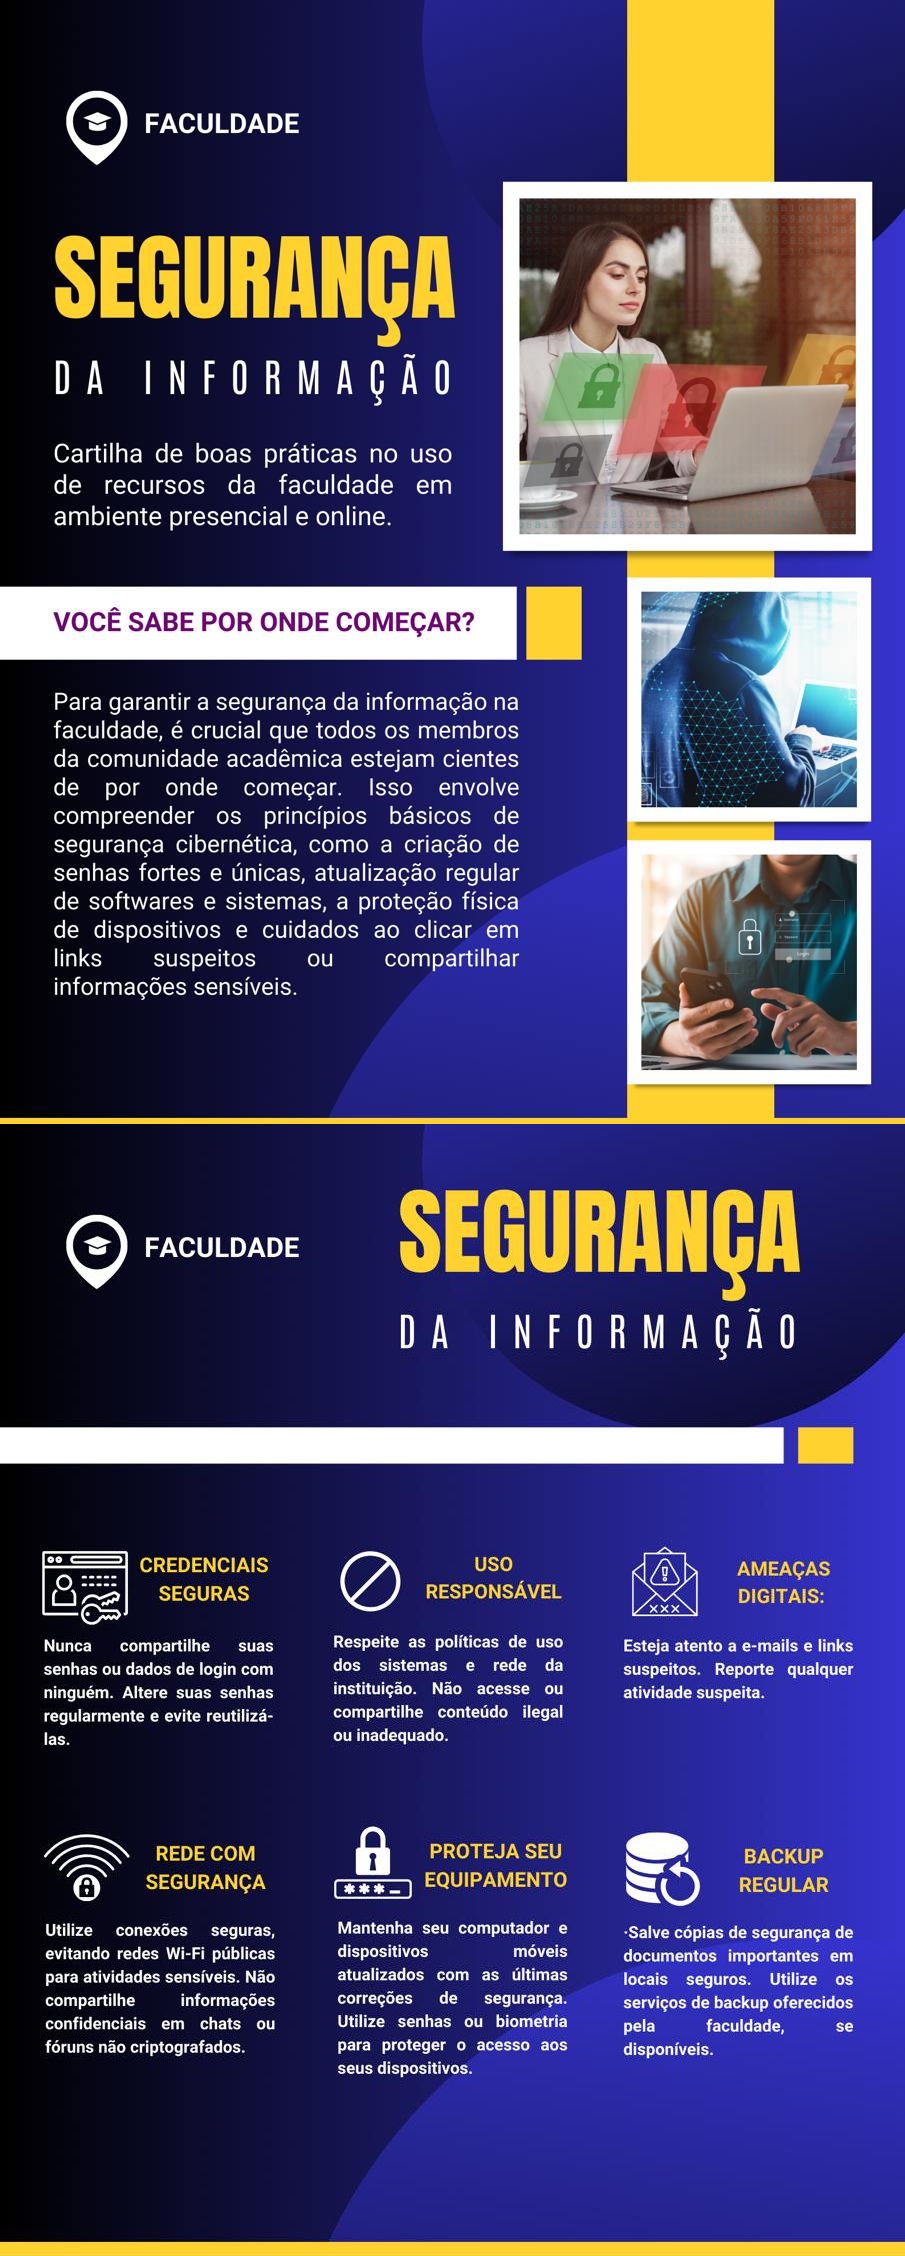 FACULDADE
SEGURANÇA
DA INFORMAÇÃO
Cartilha de boas práticas no uso
de recursos da faculdade em
ambiente presencial e online.
VOCÊ SABE POR ONDE COMEÇAR?
Para garantir a segurança da informação na
faculdade, é crucial que todos os membros
da comunidade acadêmica estejam cientes
de por onde começar. Isso envolve
compreender os princípios básicos de
segurança cibernética, como a criação de
senhas fortes e únicas, atualização regular
de softwares e sistemas, a proteção física
de dispositivos e cuidados ao clicar em
links suspeitos ou compartilhar
informações sensíveis.
FACULDADE
SEGURANÇA
DA INFORMAÇÃO
CREDENCIAIS
SEGURAS
Nunca compartilhe suas
senhas ou dados de login com
ninguém. Altere suas senhas
regularmente e evite reutilizá-
las.
USO
RESPONSÁVEL
Respeite as políticas de uso
dos sistemas e rede da
instituição. Não acesse ou
compartilhe conteúdo ilegal
ou inadequado.
AMEAÇAS
DIGITAIS:
Esteja atento a e-mails e links
suspeitos. Reporte qualquer
atividade suspeita.
REDE COM
SEGURANÇA
Utilize conexões seguras,
evitando redes Wi-Fi públicas
para atividades sensíveis. Não
compartilhe informações
confidenciais em chats ou
fóruns não criptografados.
PROTEJA SEU
EQUIPAMENTO
Mantenha seu computador e
dispositivos móveis
atualizados com as últimas
correções de segurança.
Utilize senhas ou biometria
para proteger o acesso aos
seus dispositivos.
BACKUP
REGULAR
·Salve cópias de segurança de
documentos importantes em
locais seguros. Utilize os
serviços de backup oferecidos
pela faculdade, se
disponíveis.